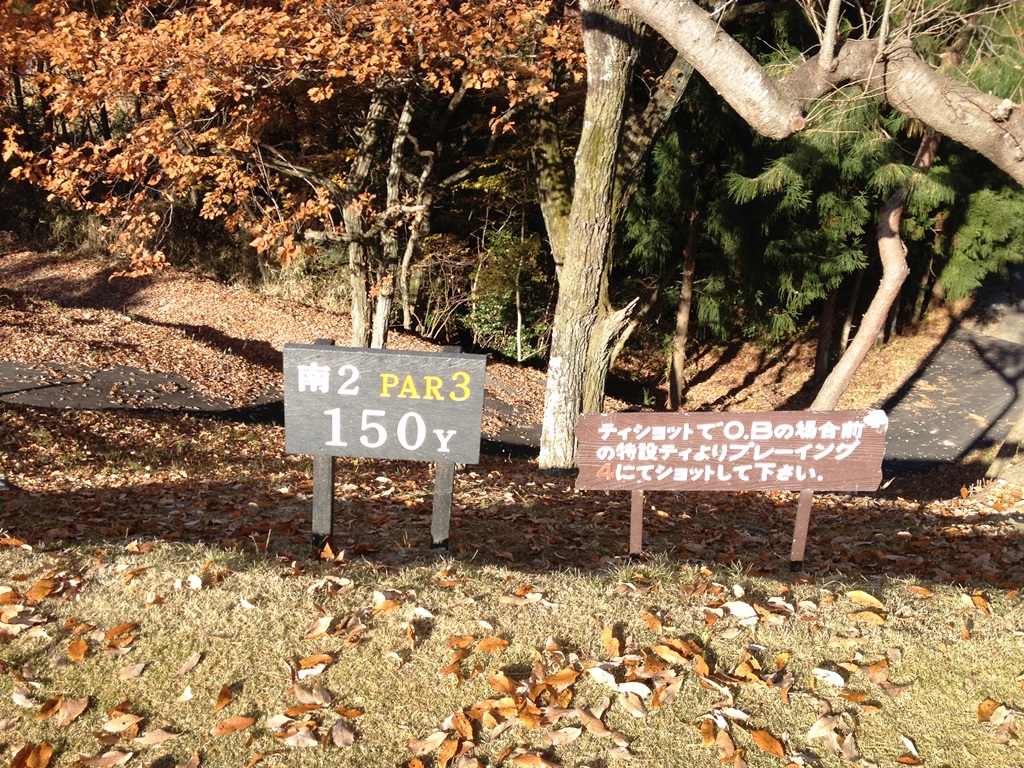 南2 PAR3
150Y
ティショットでO.Bの場合前
の特設ティよりプレーイング
4にてショットして下さい.